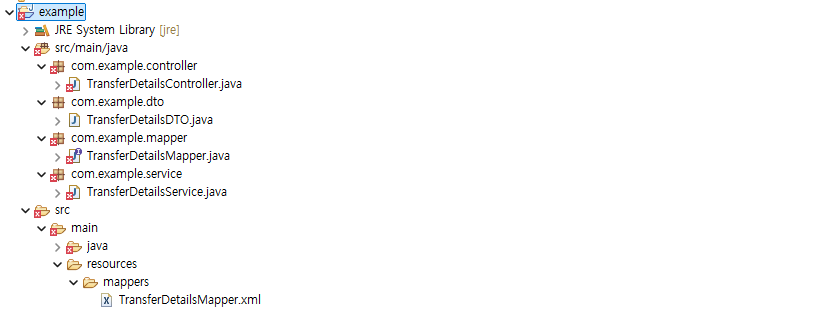 example
JRE System Library [jre]
src/main/java
com.example.controller
TransferDetailsController.java
com.example.dto
TransferDetailsDTO.java
com.example.mapper
TransferDetailsMapper.java
com.example.service
TransferDetailsService.java
src
main
java
resources
mappers
TransferDetailsMapper.xml